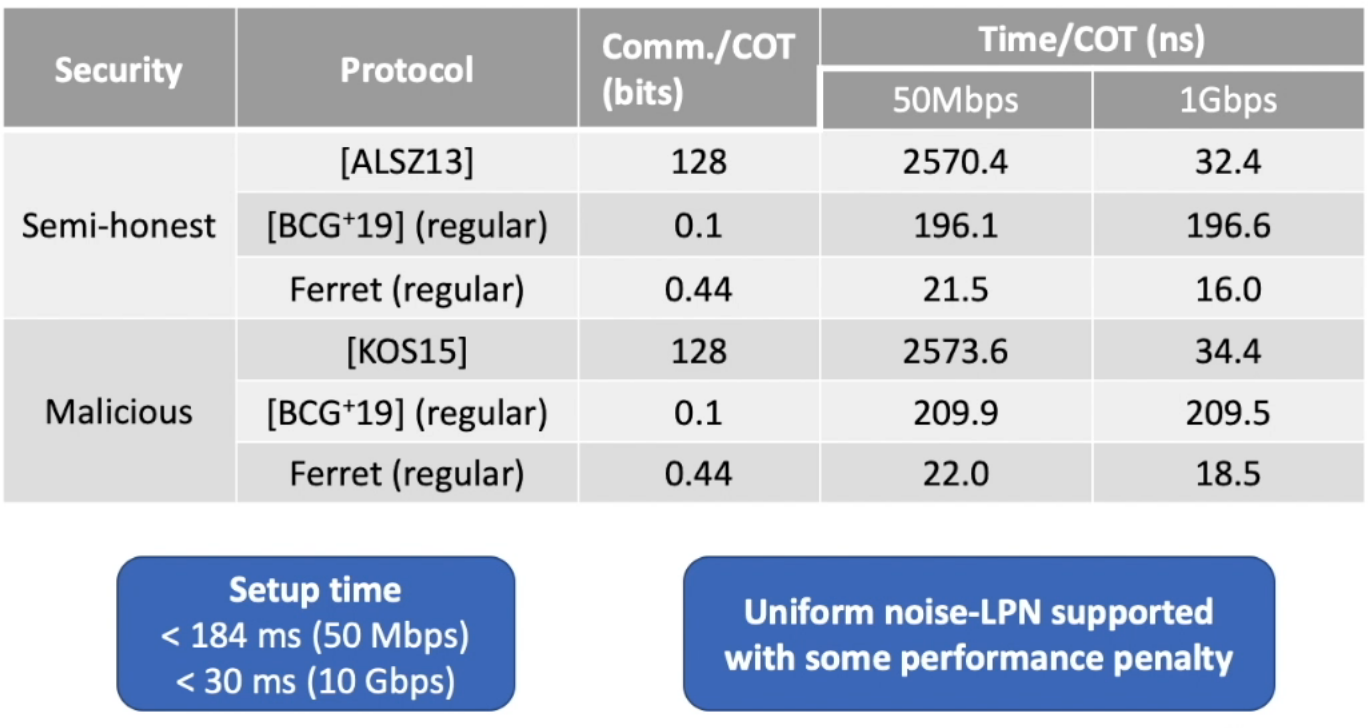 Security Protocol Comm./COT (bits) Time/COT (ns)
50Mbps 1Gbps
Semi-honest
[ALSZ13] 128 2570.4 32.4
[BCG⁺19] (regular) 0.1 196.1 196.6
Ferret (regular) 0.44 21.5 16.0
Malicious
[KOS15] 128 2573.6 34.4
[BCG⁺19] (regular) 0.1 209.9 209.5
Ferret (regular) 0.44 22.0 18.5
Setup time
< 184 ms (50 Mbps)
< 30 ms (10 Gbps)
Uniform noise-LPN supported
with some performance penalty